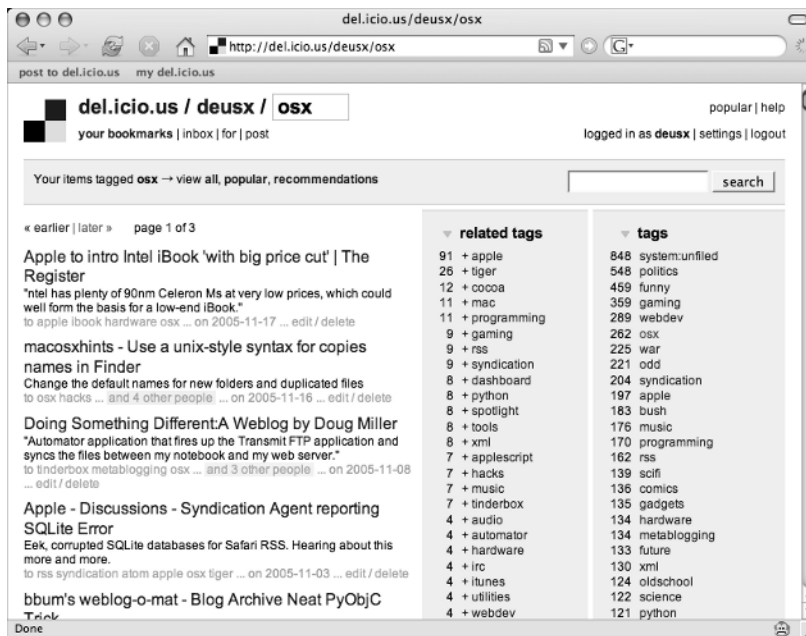 del.icio.us/deusx/osx
http://del.icio.us/deusx/osx
G
post to del.icio.us my del.icio.us
del.icio.us / deusx / osx
popular | help
your bookmarks | inbox | for | post
logged in as deusx | settings | logout
Your items tagged osx → view all, popular, recommendations
search
« earlier | later » page 1 of 3
Apple to intro Intel iBook 'with big price cut' | The
Register
"ntel has plenty of 90nm Celeron Ms at very low prices, which could
well form the basis for a low-end iBook."
to apple ibook hardware osx ... on 2005-11-17 ... edit / delete
macosxhints - Use a unix-style syntax for copies
names in Finder
Change the default names for new folders and duplicated files
to osx hacks ... and 4 other people ... on 2005-11-16 ... edit / delete
Doing Something Different:A Weblog by Doug Miller
"Automator application that fires up the Transmit FTP application and
syncs the files between my notebook and my web server."
to tinderbox metablogging osx ... and 3 other people ... on 2005-11-08
... edit / delete
Apple - Discussions - Syndication Agent reporting
SQLite Error
Eek, corrupted SQLite databases for Safari RSS. Hearing about this
more and more.
to rss syndication atom apple osx tiger ... on 2005-11-03 ... edit / delete
bbum's weblog-o-mat - Blog Archive Neat PyObjC
Trick
related tags
91 + apple
26 + tiger
12 + cocoa
11 + mac
11 + programming
9 + gaming
9 + rss
9 + syndication
8 + dashboard
8 + python
8 + spotlight
8 + tools
8 + xml
7 + applescript
7 + hacks
7 + music
7 + tinderbox
4 + audio
4 + automator
4 + hardware
4 + irc
4 + itunes
4 + utilities
4 + webdev
tags
848 system:unfiled
548 politics
459 funny
359 gaming
289 webdev
262 osx
225 war
221 odd
204 syndication
197 apple
183 bush
176 music
170 programming
162 rss
139 scifi
136 comics
135 gadgets
134 hardware
134 metablogging
133 future
130 xml
124 oldschool
122 science
121 python
Done